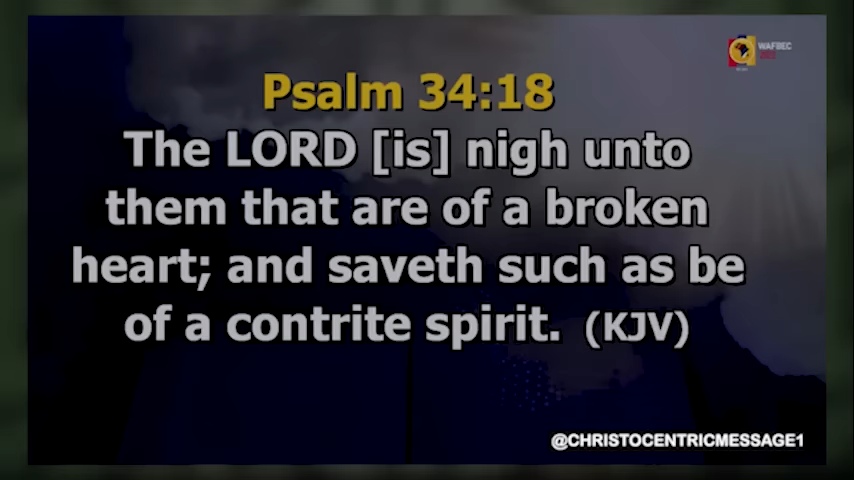 WAFBEC
Psalm 34:18
The LORD [is] nigh unto
them that are of a broken
heart; and saveth such as be
of a contrite spirit. (KJV)
@CHRISTOCENTRICMESSAGE1